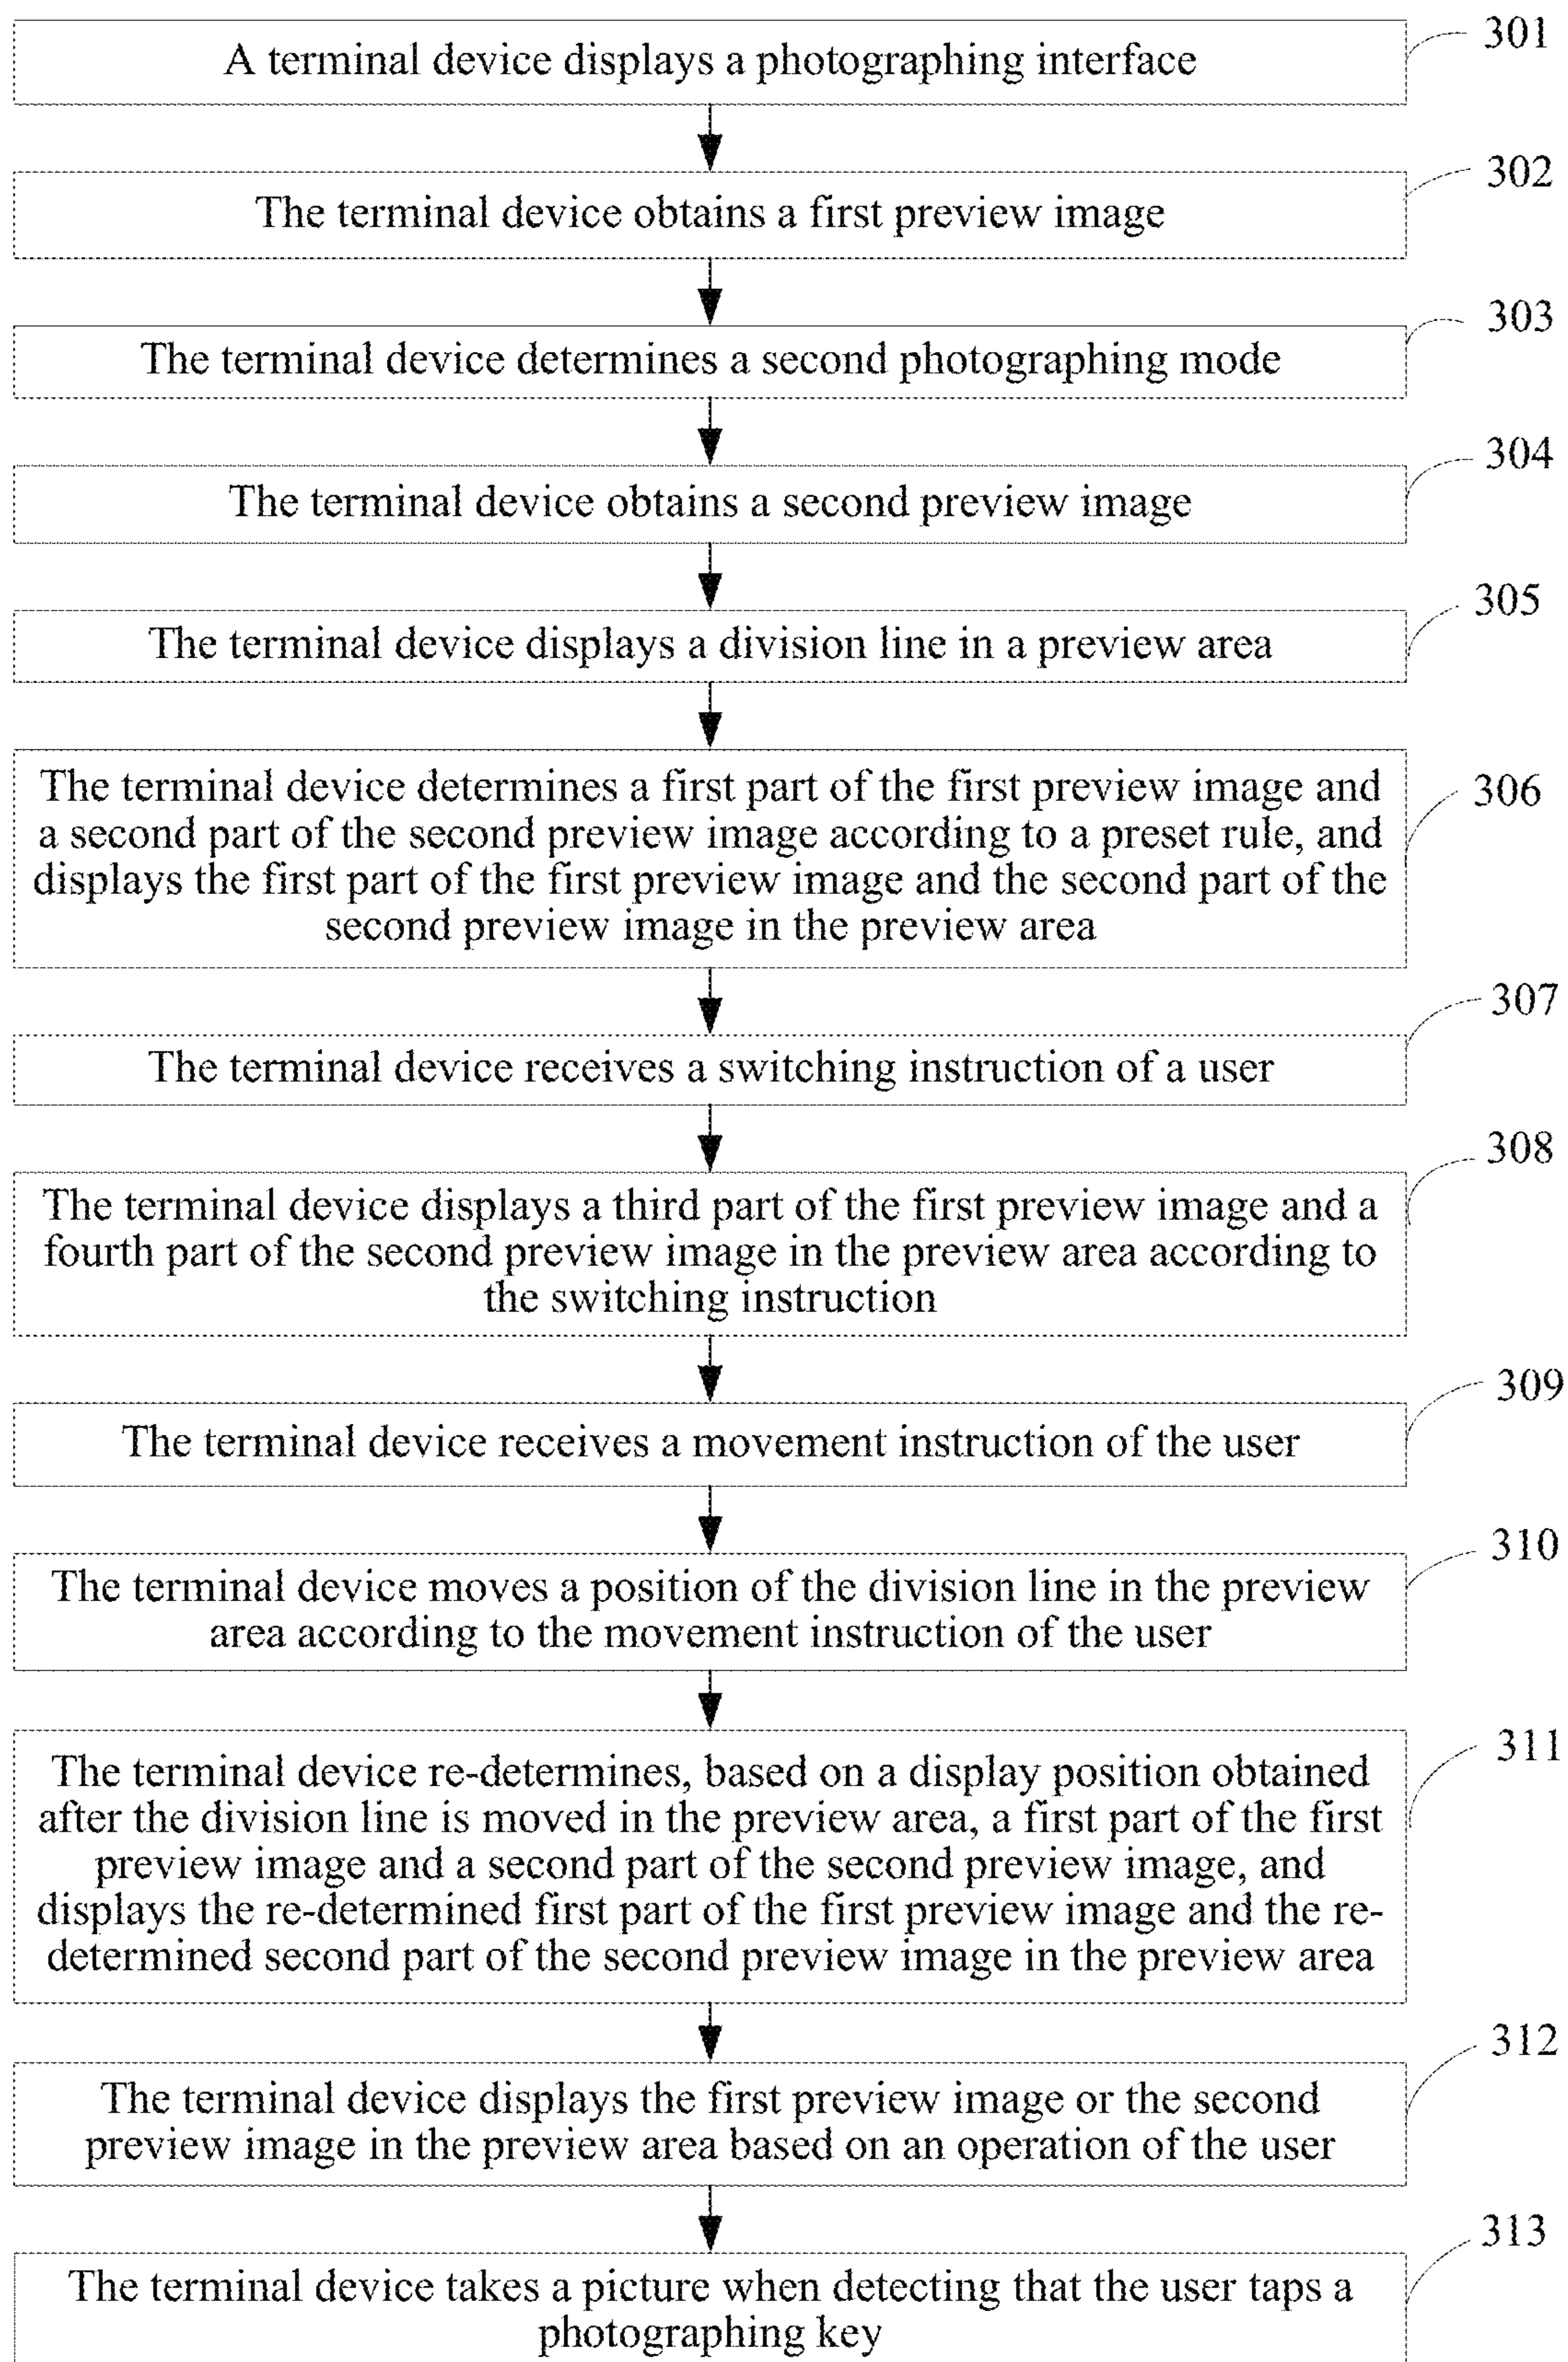 A terminal device displays a photographing interface
301
The terminal device obtains a first preview image
302
The terminal device determines a second photographing mode
303
The terminal device obtains a second preview image
304
The terminal device displays a division line in a preview area
305
The terminal device determines a first part of the first preview image and
a second part of the second preview image according to a preset rule, and
displays the first part of the first preview image and the second part of the
second preview image in the preview area
306
The terminal device receives a switching instruction of a user
307
The terminal device displays a third part of the first preview image and a
fourth part of the second preview image in the preview area according to
the switching instruction
308
The terminal device receives a movement instruction of the user
309
The terminal device moves a position of the division line in the preview
area according to the movement instruction of the user
310
The terminal device re-determines, based on a display position obtained
after the division line is moved in the preview area, a first part of the first
preview image and a second part of the second preview image, and
displays the re-determined first part of the first preview image and the re-
determined second part of the second preview image in the preview area
311
The terminal device displays the first preview image or the second
preview image in the preview area based on an operation of the user
312
The terminal device takes a picture when detecting that the user taps a
photographing key
313